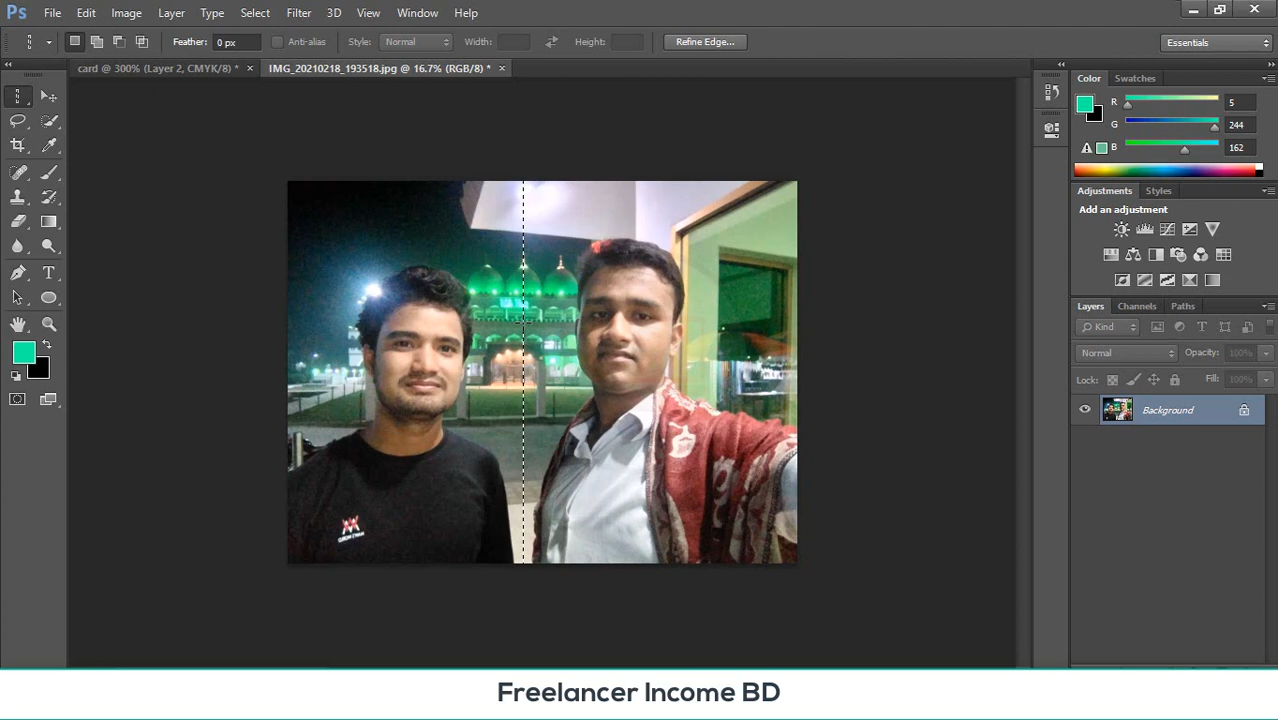 Ps File Edit Image Layer Type Select Filter 3D View Window Help
Feather: 0 px Anti-alias Style: Normal Width: Height: Refine Edge... Essentials
card @ 300% (Layer 2, CMYK/8) * × IMG_20210218_193518.jpg @ 16.7% (RGB/8) * ×
Color Swatches
R 5
G 244
B 162
Adjustments Styles
Add an adjustment
Layers Channels Paths
Kind
Normal Opacity: 100%
Lock: Fill: 100%
Background
Freelancer Income BD